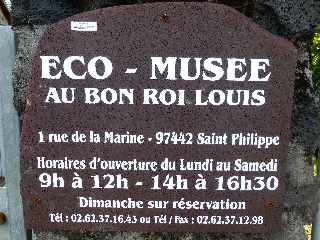 ECO - MUSEE
AU BON ROI LOUIS
1 rue de la Marine - 97442 Saint Philippe
Horaires d'ouverture du Lundi au Samedi
9h à 12h - 14h à 16h30
Dimanche sur réservation
Tél : 02.62.37.16.43 ou Tél / Fax : 02.62.37.12.98